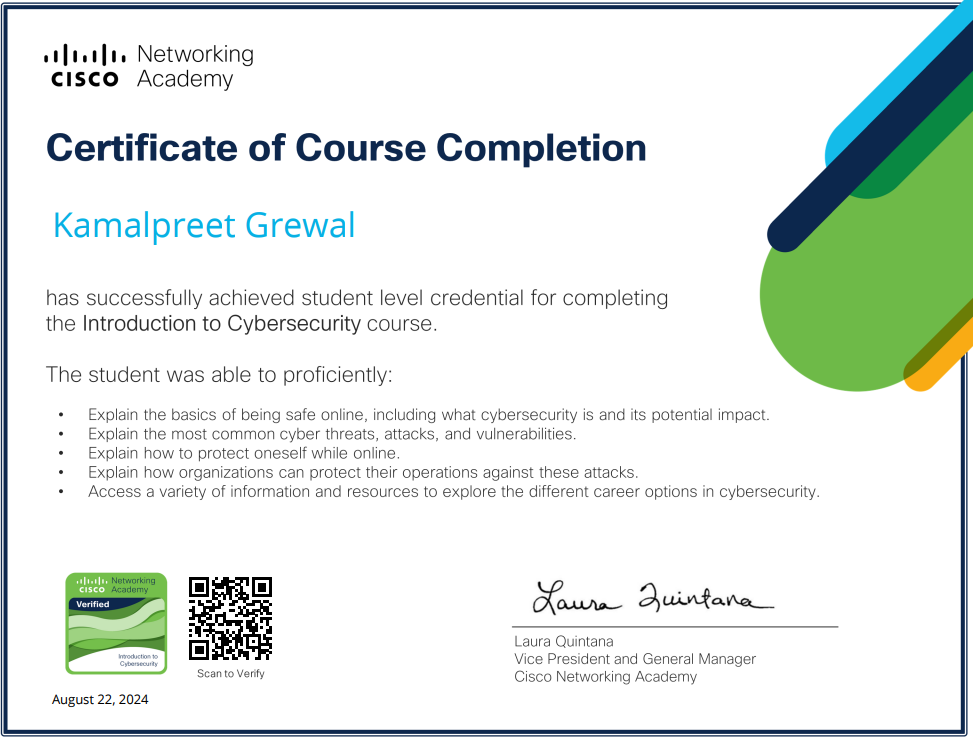 Networking
CISCO Academy
Certificate of Course Completion
Kamalpreet Grewal
has successfully achieved student level credential for completing
the Introduction to Cybersecurity course.
The student was able to proficiently:
• Explain the basics of being safe online, including what cybersecurity is and its potential impact.
• Explain the most common cyber threats, attacks, and vulnerabilities.
• Explain how to protect oneself while online.
• Explain how organizations can protect their operations against these attacks.
• Access a variety of information and resources to explore the different career options in cybersecurity.
Networking
CISCO Academy
Verified
Introduction to
Cybersecurity
Scan to Verify
August 22, 2024
Laura Quintana
Laura Quintana
Vice President and General Manager
Cisco Networking Academy